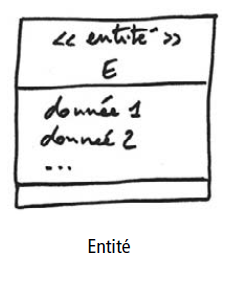 << entité >>
E
donnée 1
donnée 2
...
Entité